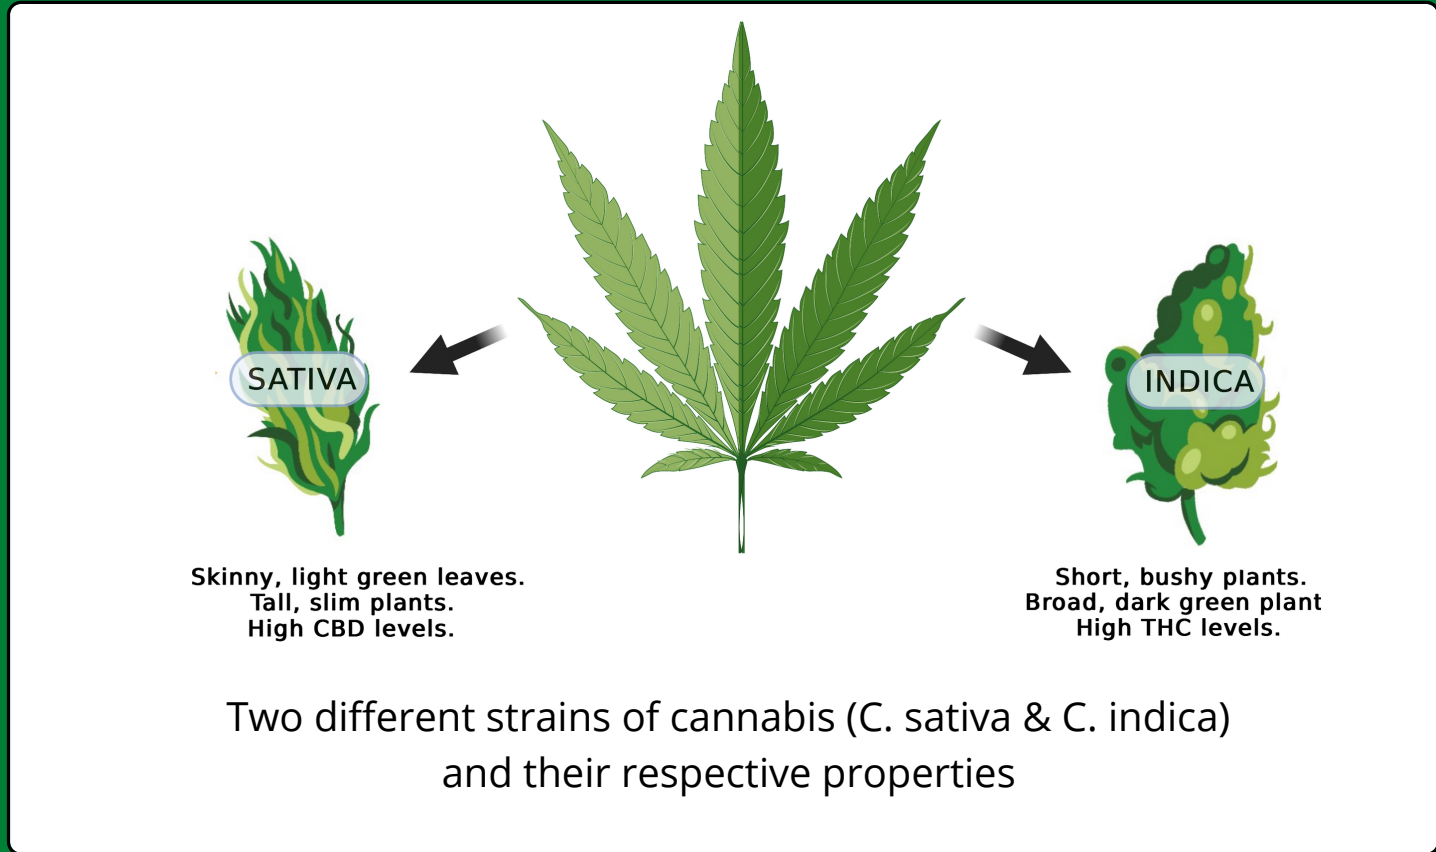 SATIVA
INDICA
Skinny, light green leaves.
Tall, slim plants.
High CBD levels.
Short, bushy plants.
Broad, dark green plant
High THC levels.
Two different strains of cannabis (C. sativa & C. indica)
and their respective properties